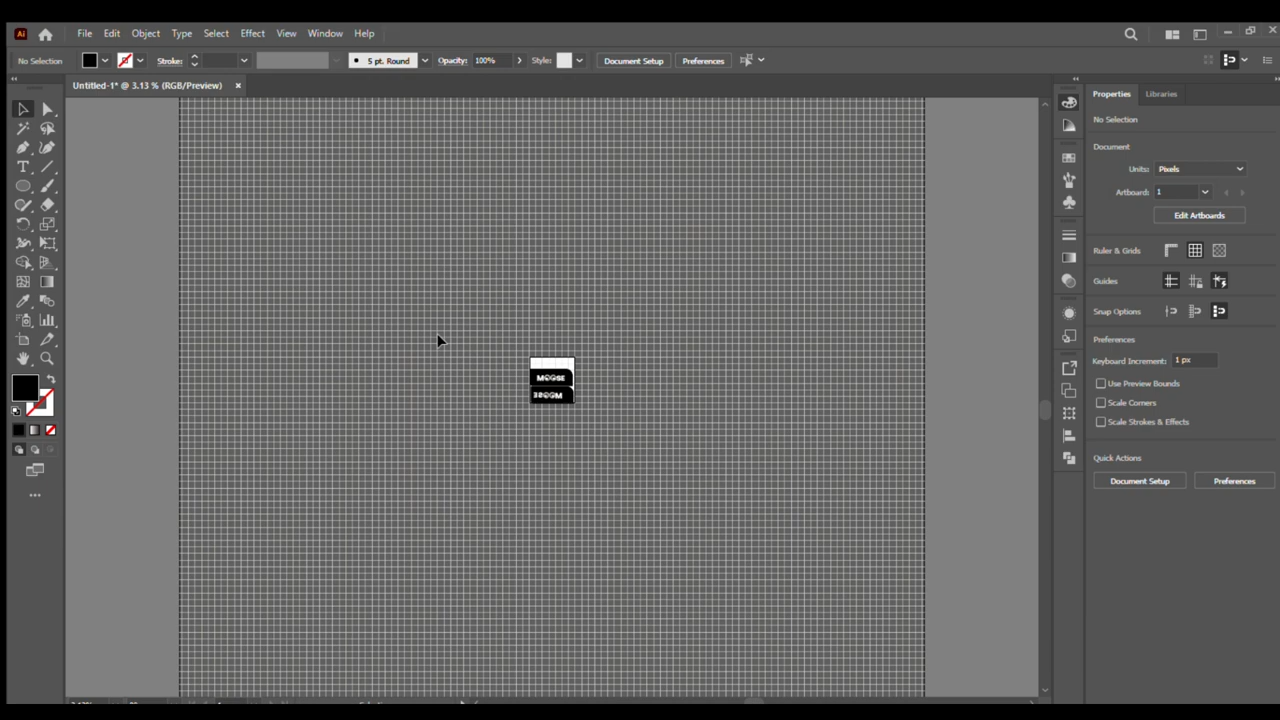 Ai File Edit Object Type Select Effect View Window Help
No Selection Stroke: 5 pt. Round Opacity: 100% Style: Document Setup Preferences
Untitled-1* @ 3.13 % (RGB/Preview) ×
Properties Libraries
No Selection
Document
Units: Pixels
Artboard: 1
Edit Artboards
Ruler & Grids
Guides
Snap Options
Preferences
Keyboard Increment: 1 px
Use Preview Bounds
Scale Corners
Scale Strokes & Effects
Quick Actions
Document Setup Preferences
MOOSE